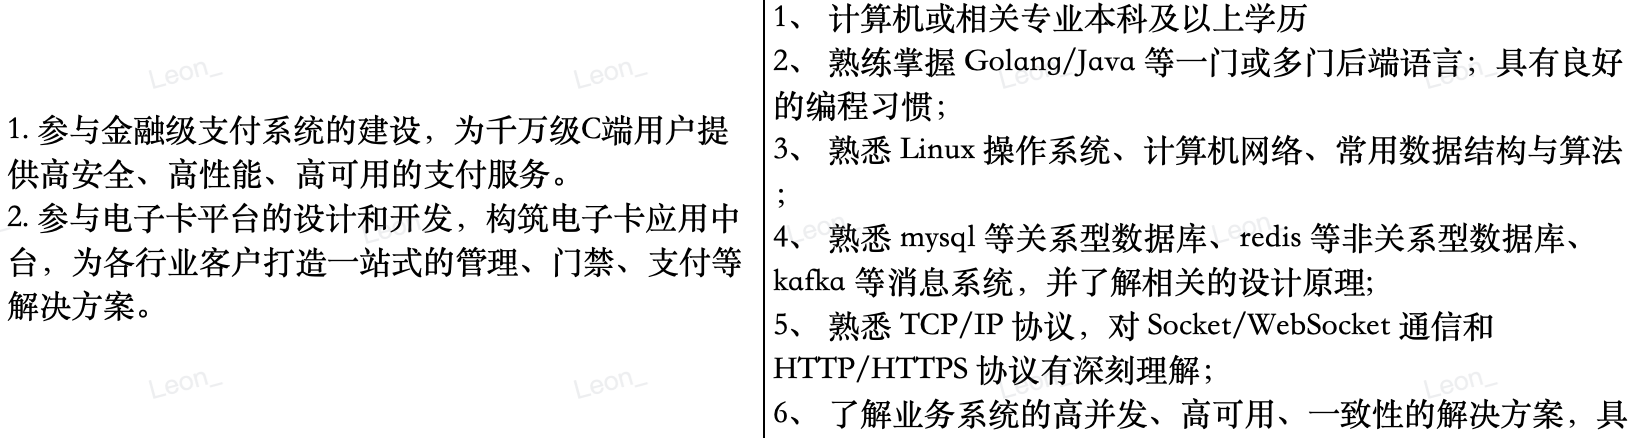 1. 参与金融级支付系统的建设，为千万级C端用户提
供高安全、高性能、高可用的支付服务。
2. 参与电子卡平台的设计和开发，构筑电子卡应用中
台，为各行业客户打造一站式的管理、门禁、支付等
解决方案。
1、 计算机或相关专业本科及以上学历
2、 熟练掌握 Golang/Java 等一门或多门后端语言；具有良好
的编程习惯；
3、 熟悉 Linux 操作系统、计算机网络、常用数据结构与算法
；
4、 熟悉 mysql 等关系型数据库、redis 等非关系型数据库、
kafka 等消息系统，并了解相关的设计原理;
5、 熟悉 TCP/IP 协议，对 Socket/WebSocket 通信和
HTTP/HTTPS 协议有深刻理解；
6、 了解业务系统的高并发、高可用、一致性的解决方案，具
Leon_
Leon_
Leon_
Leon_
Leon_
Leon_
Leon_
Leon_
Leon_
Leon_
Leon_